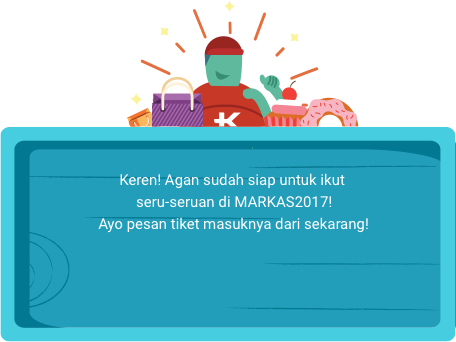 Keren! Agan sudah siap untuk ikut
seru-seruan di MARKAS2017!
Ayo pesan tiket masuknya dari sekarang!